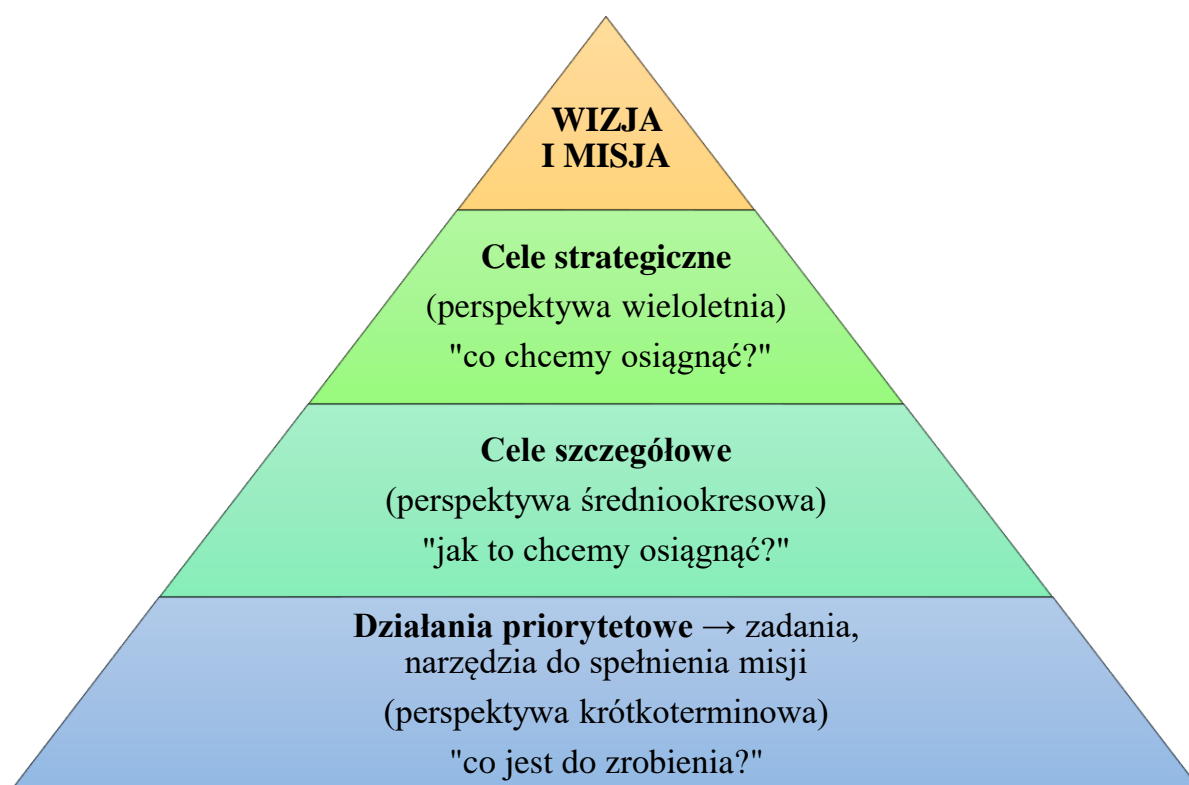 WIZJA
I MISJA
Cele strategiczne
(perspektywa wieloletnia)
"co chcemy osiągnąć?"
Cele szczegółowe
(perspektywa średniookresowa)
"jak to chcemy osiągnąć?"
Działania priorytetowe → zadania,
narzędzia do spełnienia misji
(perspektywa krótkoterminowa)
"co jest do zrobienia?"